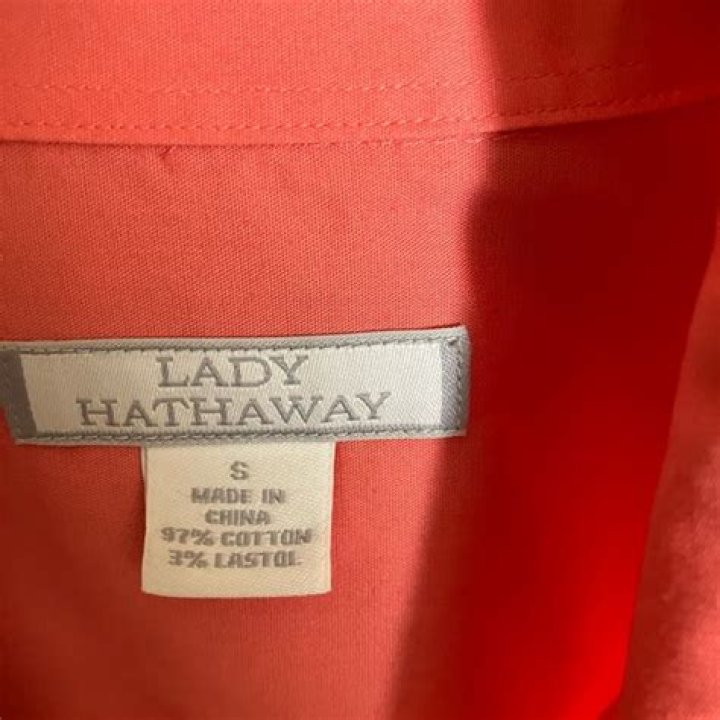 LADY
HATHAWAY
S
MADE IN
CHINA
97% COTTON
3% LASTOL